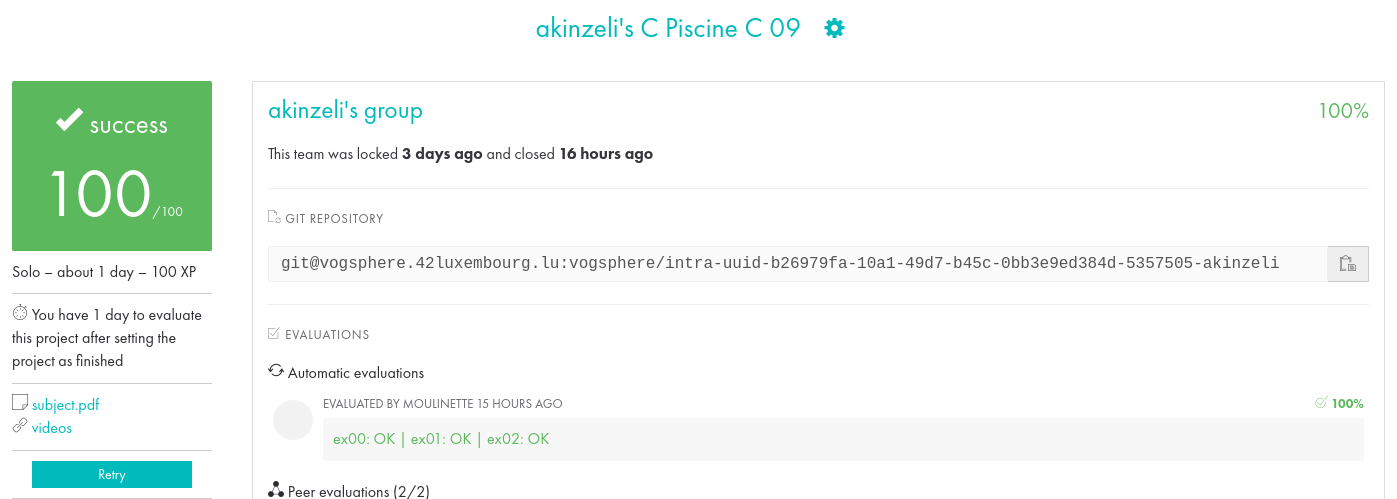 akinzeli's C Piscine C 09
success
100/100
Solo – about 1 day – 100 XP
You have 1 day to evaluate
this project after setting the
project as finished
subject.pdf
videos
Retry
akinzeli's group
100%
This team was locked 3 days ago and closed 16 hours ago
GIT REPOSITORY
git@vogsphere.42luxembourg.lu:vogsphere/intra-uuid-b26979fa-10a1-49d7-b45c-0bb3e9ed384d-5357505-akinzeli
EVALUATIONS
Automatic evaluations
EVALUATED BY MOULINETTE 15 HOURS AGO
100%
ex00: OK | ex01: OK | ex02: OK
Peer evaluations (2/2)